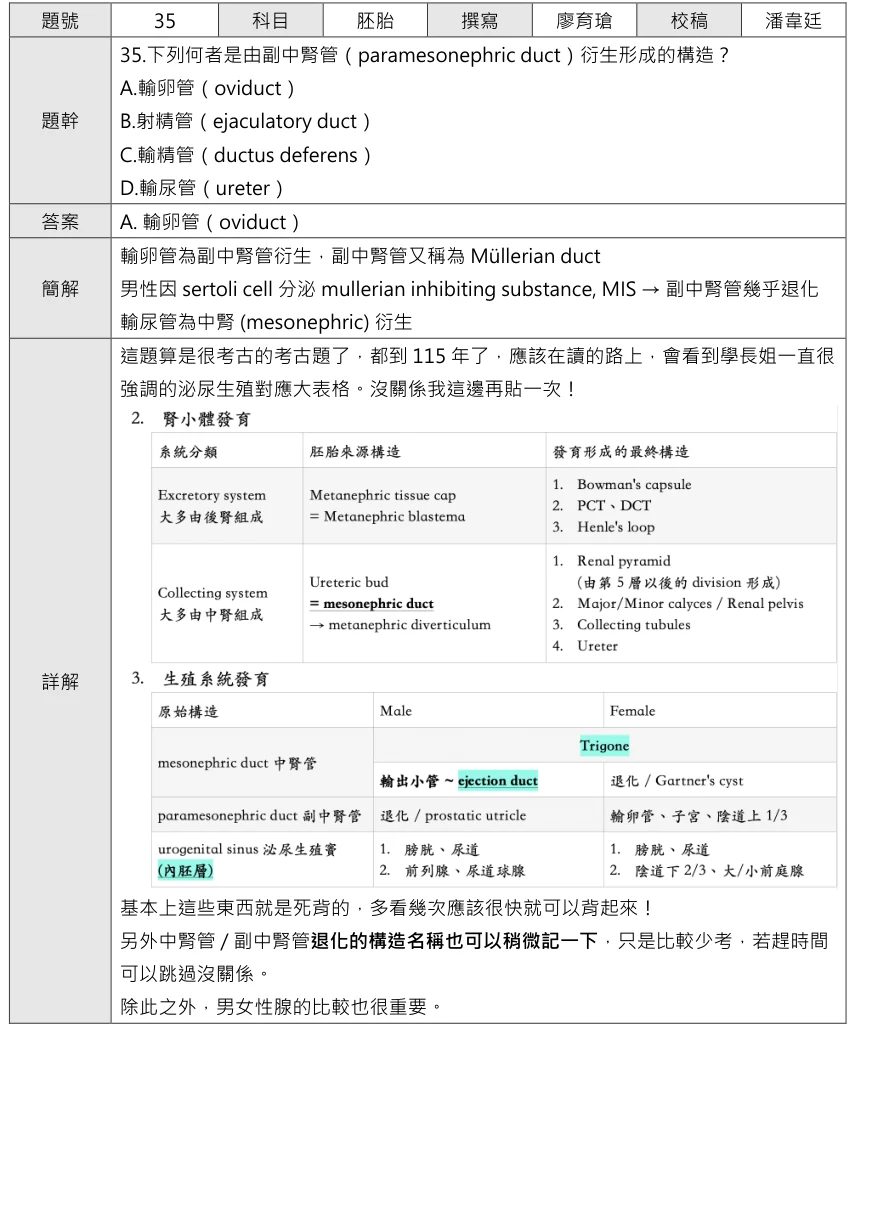 題號 35 科目 胚胎 撰寫 廖育瑲 校稿 潘韋廷
題幹
35.下列何者是由副中腎管（paramesonephric duct）衍生形成的構造？
A.輸卵管（oviduct）
B.射精管（ejaculatory duct）
C.輸精管（ductus deferens）
D.輸尿管（ureter）
答案 A. 輸卵管（oviduct）
簡解
輸卵管為副中腎管衍生，副中腎管又稱為 Müllerian duct
男性因 sertoli cell 分泌 mullerian inhibiting substance, MIS → 副中腎管幾乎退化
輸尿管為中腎 (mesonephric) 衍生
詳解
這題算是很考古的考古題了，都到 115 年了，應該在讀的路上，會看到學長姐一直很
強調的泌尿生殖對應大表格。沒關係我這邊再貼一次！
2. 腎小體發育
系統分類 胚胎來源構造 發育形成的最終構造
Excretory system
大多由後腎組成
Metanephric tissue cap
= Metanephric blastema
1. Bowman's capsule
2. PCT、DCT
3. Henle's loop
Collecting system
大多由中腎組成
Ureteric bud
= mesonephric duct
→ metanephric diverticulum
1. Renal pyramid
(由第 5 層以後的 division 形成)
2. Major/Minor calyces / Renal pelvis
3. Collecting tubules
4. Ureter
3. 生殖系統發育
原始構造 Male Female
mesonephric duct 中腎管
Trigone
輸出小管 ~ ejection duct 退化 / Gartner's cyst
paramesonephric duct 副中腎管 退化 / prostatic utricle 輸卵管、子宮、陰道上 1/3
urogenital sinus 泌尿生殖竇
(內胚層)
1. 膀胱、尿道
2. 前列腺、尿道球腺
1. 膀胱、尿道
2. 陰道下 2/3、大/小前庭腺
基本上這些東西就是死背的，多看幾次應該很快就可以背起來！
另外中腎管 / 副中腎管退化的構造名稱也可以稍微記一下，只是比較少考，若趕時間
可以跳過沒關係。
除此之外，男女性腺的比較也很重要。